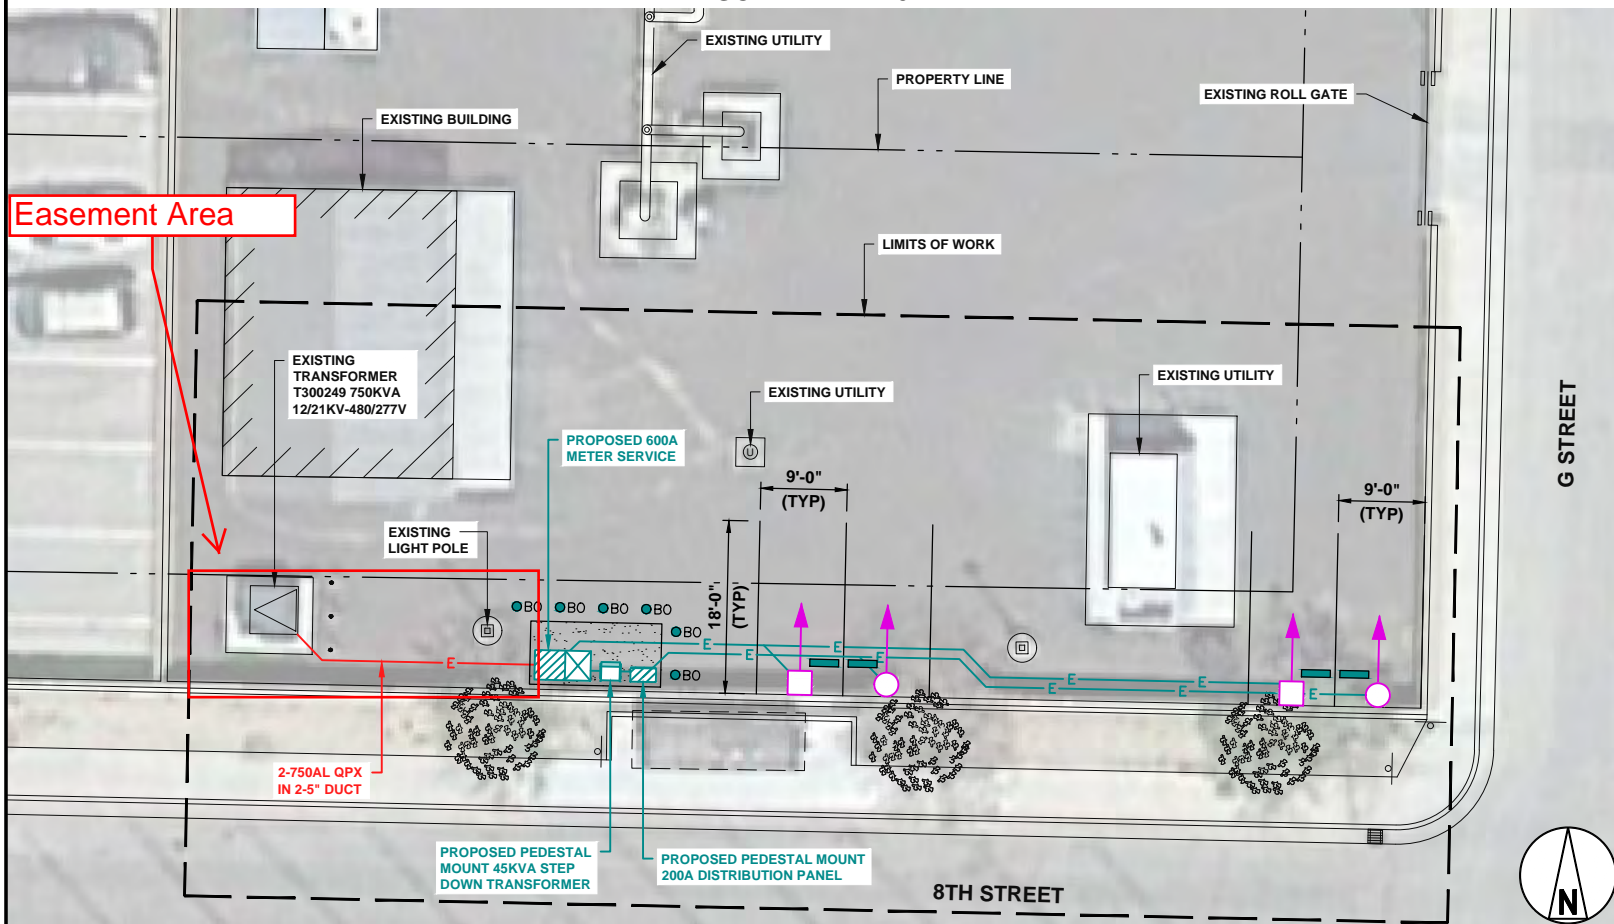 EXISTING UTILITY
PROPERTY LINE
EXISTING ROLL GATE
EXISTING BUILDING
Easement Area
LIMITS OF WORK
EXISTING
TRANSFORMER
T300249 750KVA
12/21KV-480/277V
EXISTING UTILITY
EXISTING UTILITY
G STREET
PROPOSED 600A
METER SERVICE
U
9'-0"
(TYP)
9'-0"
(TYP)
EXISTING
LIGHT POLE
18'-0"
(TYP)
BO
BO
BO
BO
BO
BO
E
E
E
E
E
E
E
E
E
E
2-750AL QPX
IN 2-5" DUCT
PROPOSED PEDESTAL
MOUNT 45KVA STEP
DOWN TRANSFORMER
PROPOSED PEDESTAL MOUNT
200A DISTRIBUTION PANEL
8TH STREET
N